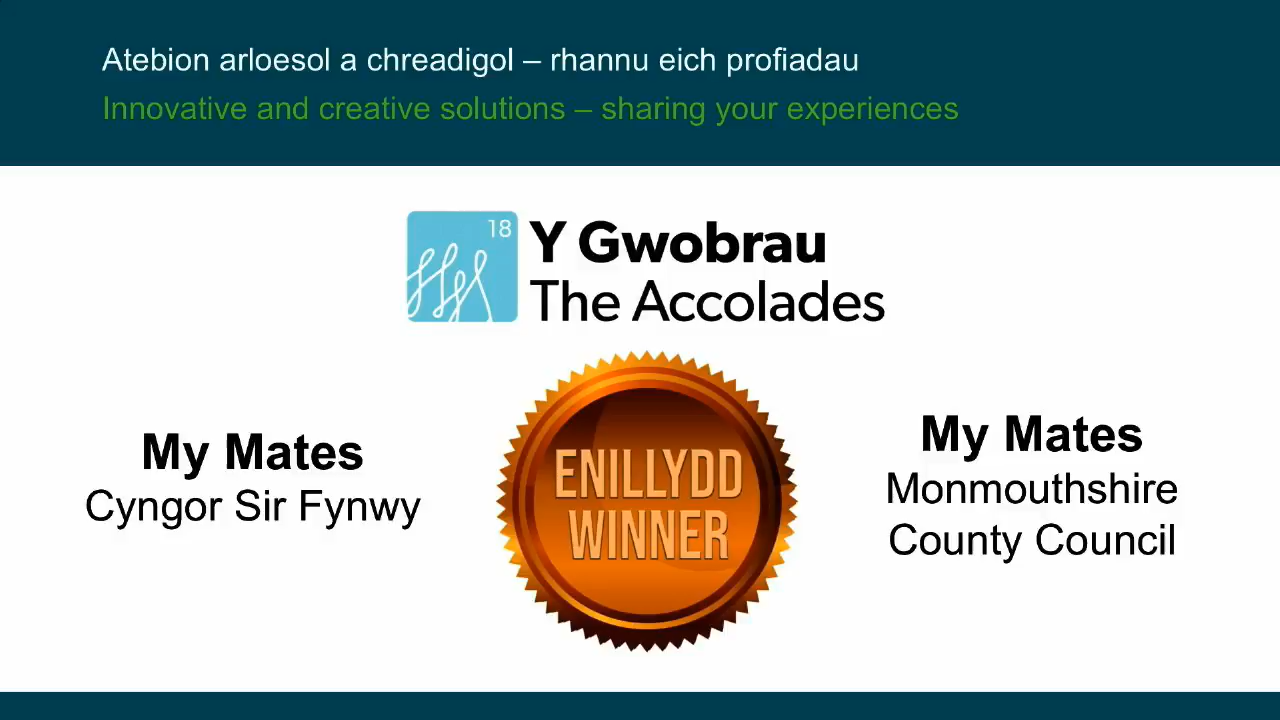 Atebion arloesol a chreadigol – rhannu eich profiadau
Innovative and creative solutions – sharing your experiences
18
Y Gwobrau
The Accolades
My Mates
Cyngor Sir Fynwy
ENILLYDD
WINNER
My Mates
Monmouthshire
County Council